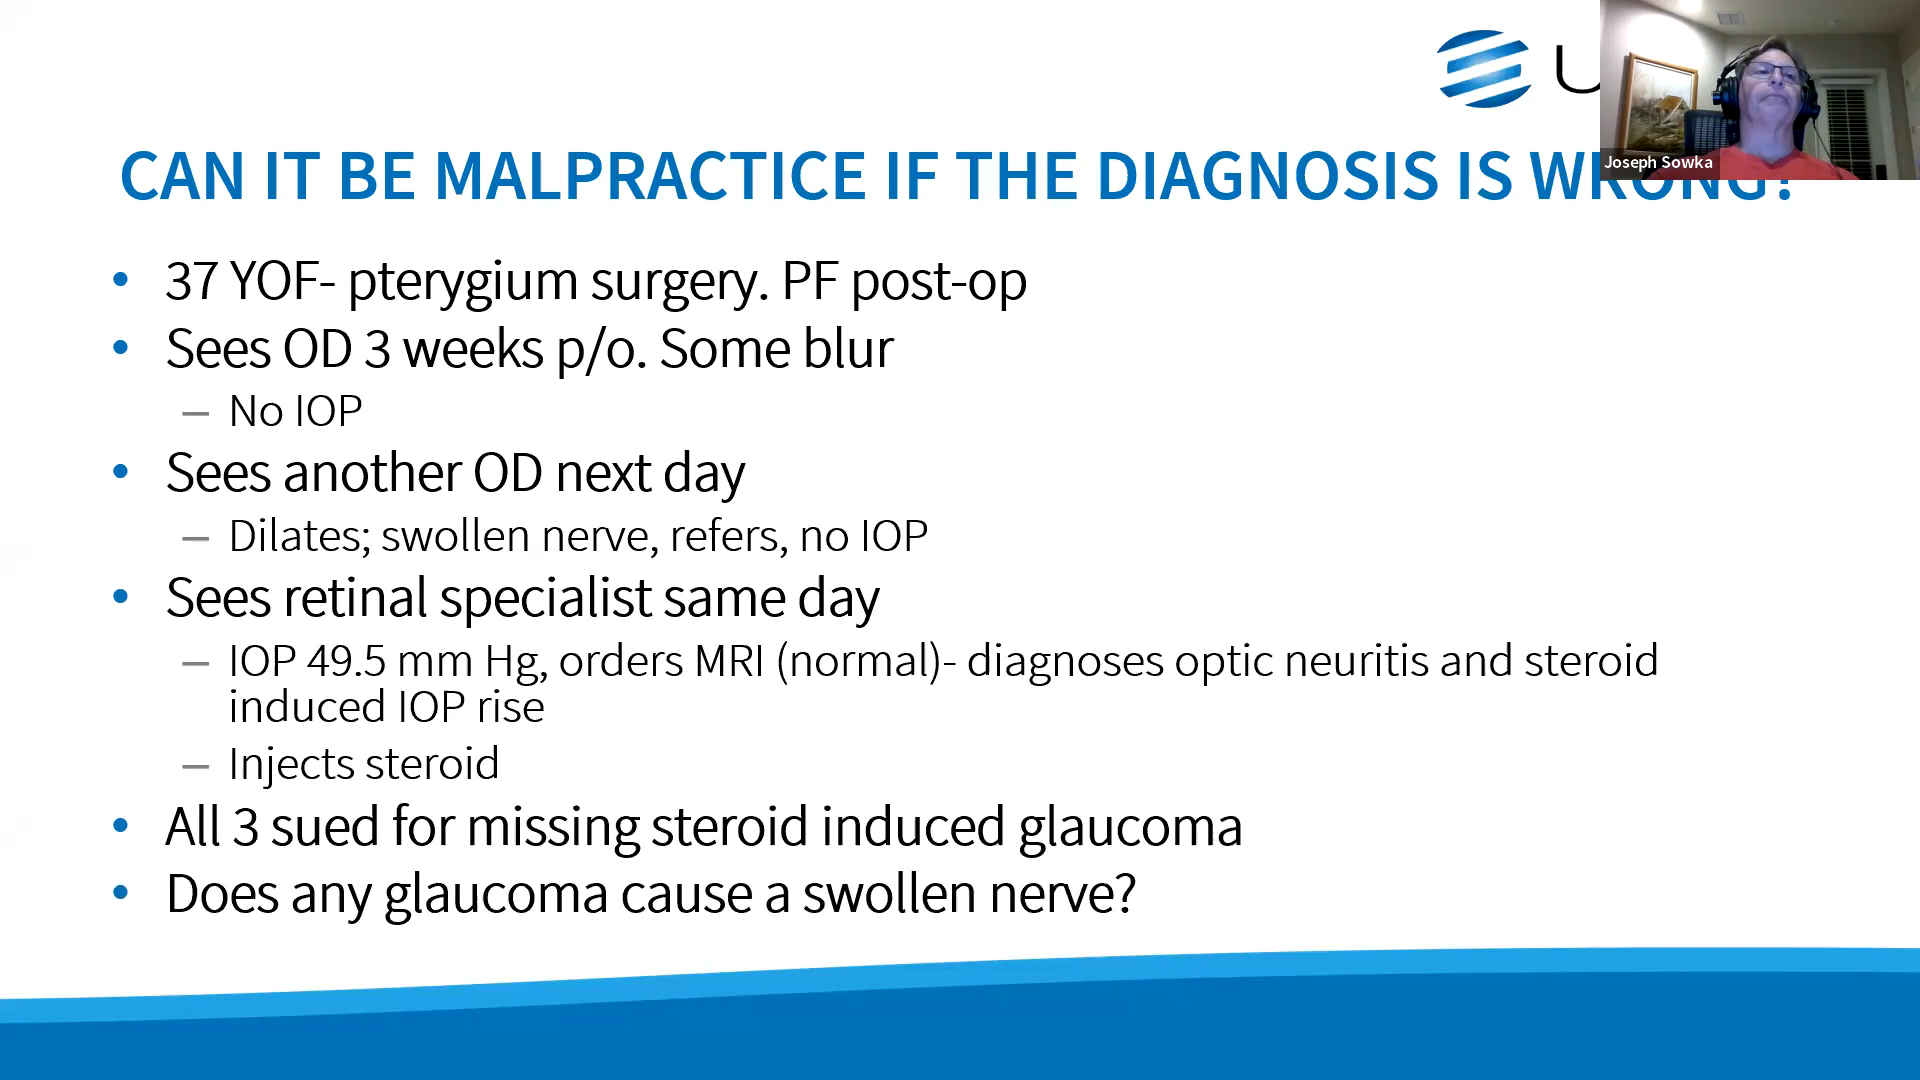 U
Joseph Sowka
CAN IT BE MALPRACTICE IF THE DIAGNOSIS IS WRONG?
• 37 YOF- pterygium surgery. PF post-op
• Sees OD 3 weeks p/o. Some blur
– No IOP
• Sees another OD next day
– Dilates; swollen nerve, refers, no IOP
• Sees retinal specialist same day
– IOP 49.5 mm Hg, orders MRI (normal)- diagnoses optic neuritis and steroid
induced IOP rise
– Injects steroid
• All 3 sued for missing steroid induced glaucoma
• Does any glaucoma cause a swollen nerve?